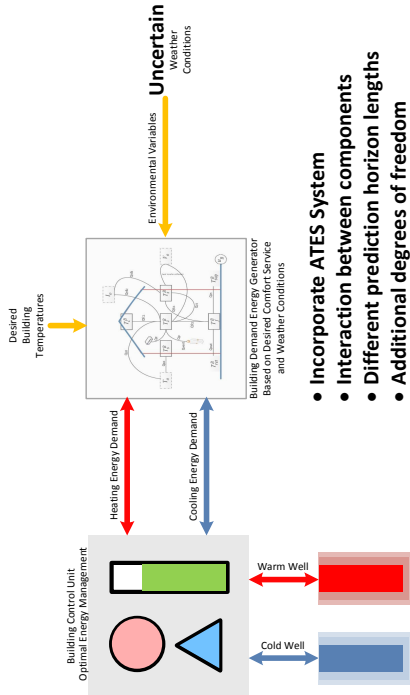 Building Control Unit
Optimal Energy Management
Heating Energy Demand
Cooling Energy Demand
Warm Well
Cold Well
Desired
Building
Temperatures
Building Demand Energy Generator
Based on Desired Comfort Service
and Weather Conditions
Environmental Variables
Uncertain
Weather
Conditions
• Incorporate ATES System
• Interaction between components
• Different prediction horizon lengths
• Additional degrees of freedom